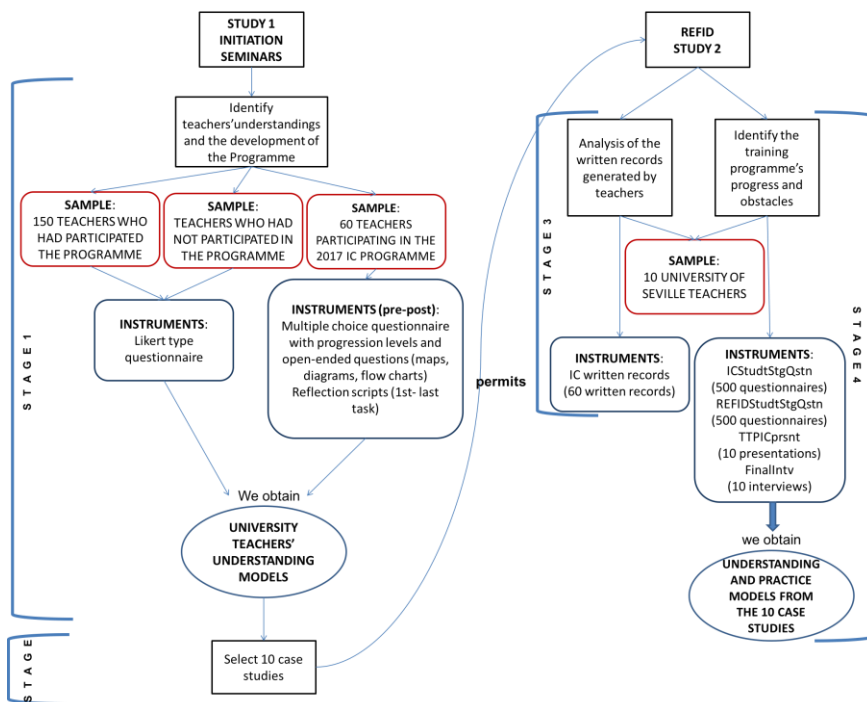 STUDY 1
INITIATION
SEMINARS
Identify
teachers'understandings
and the development of
the Programme
SAMPLE:
150 TEACHERS WHO
HAD PARTICIPATED
THE PROGRAMME
SAMPLE:
TEACHERS WHO HAD
NOT PARTICIPATED IN
THE PROGRAMME
SAMPLE:
60 TEACHERS
PARTICIPATING IN THE
2017 IC PROGRAMME
INSTRUMENTS:
Likert type
questionnaire
INSTRUMENTS (pre-post):
Multiple choice questionnaire
with progression levels and
open-ended questions (maps,
diagrams, flow charts)
Reflection scripts (1st- last
task)
We obtain
UNIVERSITY
TEACHERS'
UNDERSTANDING
MODELS
STAGE 1
Select 10 case
studies
STAGE
permits
REFID
STUDY 2
Analysis of the
written records
generated by
teachers
Identify the
training
programme's
progress and
obstacles
SAMPLE:
10 UNIVERSITY OF
SEVILLE TEACHERS
INSTRUMENTS:
IC written records
(60 written records)
STAGE 3
INSTRUMENTS:
ICStudtStgQstn
(500 questionnaires)
REFIDStudtStgQstn
(500 questionnaires)
TTPICprsnt
(10 presentations)
FinalIntv
(10 interviews)
STAGE 4
we obtain
UNDERSTANDING
AND PRACTICE
MODELS FROM
THE 10 CASE
STUDIES